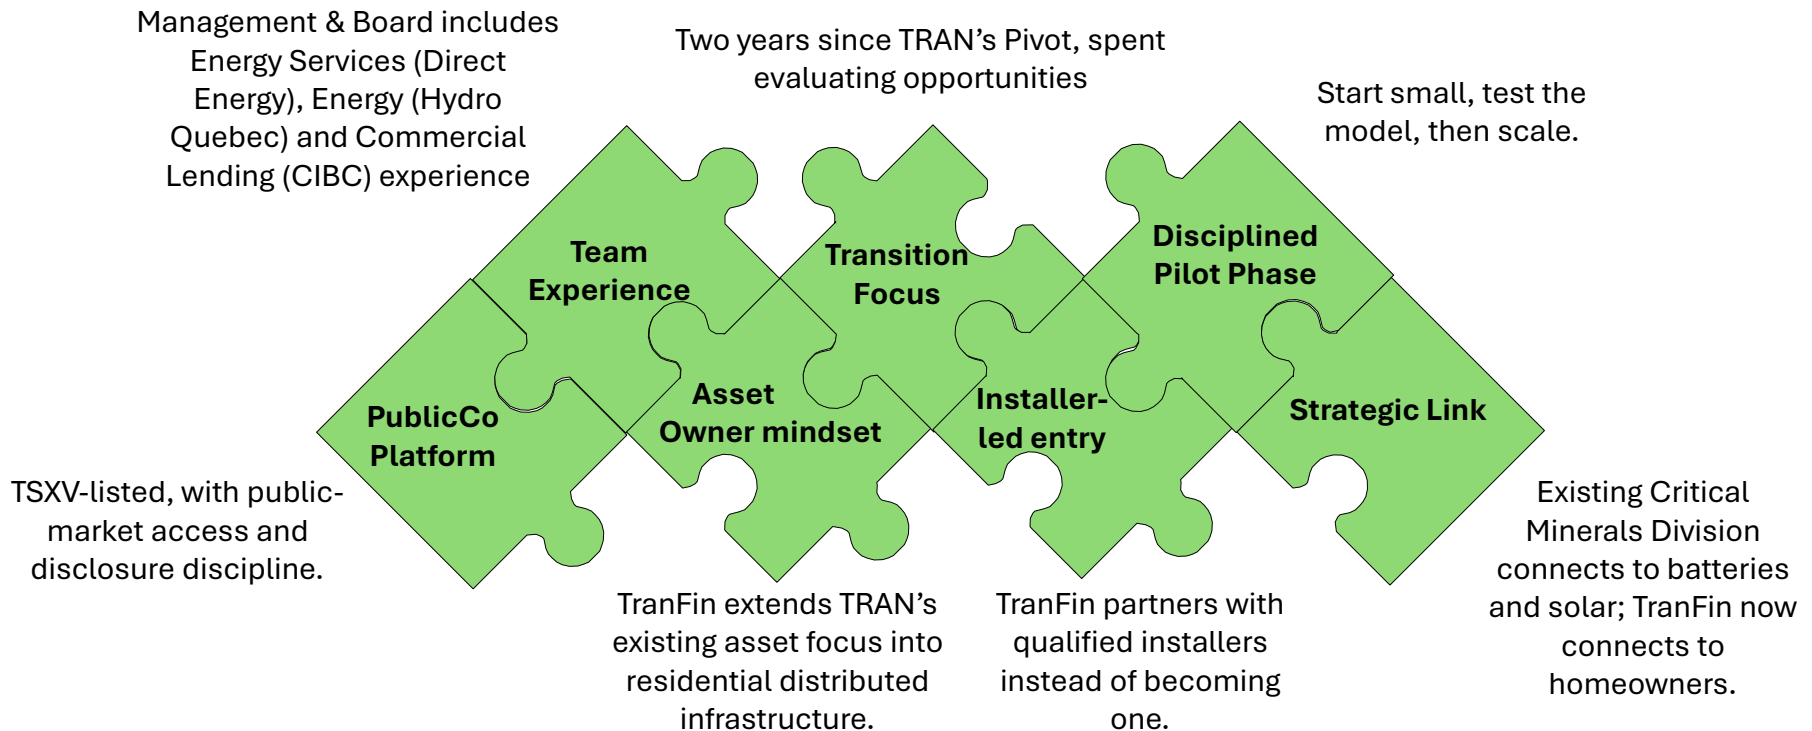 Management & Board includes
Energy Services (Direct
Energy), Energy (Hydro
Quebec) and Commercial
Lending (CIBC) experience
Two years since TRAN’s Pivot, spent
evaluating opportunities
Start small, test the
model, then scale.
Team
Experience
Transition
Focus
Disciplined
Pilot Phase
PublicCo
Platform
Asset
Owner mindset
Installer-
led entry
Strategic Link
TSXV-listed, with public-
market access and
disclosure discipline.
TranFin extends TRAN’s
existing asset focus into
residential distributed
infrastructure.
TranFin partners with
qualified installers
instead of becoming
one.
Existing Critical
Minerals Division
connects to batteries
and solar; TranFin now
connects to
homeowners.